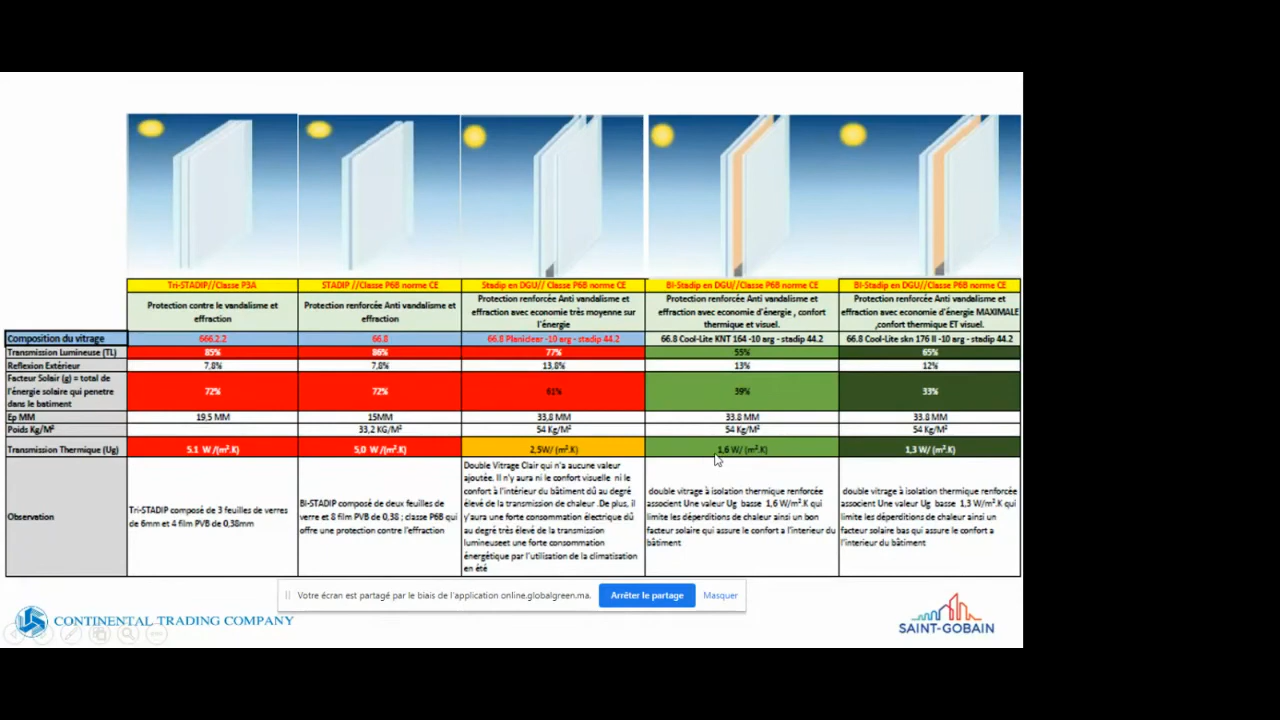 Tri-STADIP//Classe P3A
STADIP //Classe P6B norme CE
Stadip en DGU// Classe P6B norme CE
BI-Stadip en DGU//Classe P6B norme CE
BI-Stadip en DGU//Classe P6B norme CE
Protection contre le vandalisme et
effraction
Protection renforcée Anti vandalisme et
effraction
Protection renforcée Anti vandalisme et
effraction avec economie très moyenne sur
l'énergie
Protection renforcée Anti vandalisme et
effraction avec economie d'énergie , confort
thermique et visuel.
Protection renforcée Anti vandalisme et
effraction avec economie d'énergie MAXIMALE
,confort thermique ET visuel.
Composition du vitrage
666.2.2
66.8
66.8 Planiclear -10 arg - stadip 44.2
66.8 Cool-Lite KNT 164 -10 arg - stadip 44.2
66.8 Cool-Lite skn 176 II -10 arg - stadip 44.2
Transmission Lumineuse (TL)
85%
86%
77%
55%
65%
Reflexion Extérieur
7,8%
7,8%
13,8%
13%
12%
Facteur Solair (g) = total de
l'énergie solaire qui penetre
dans le batiment
72%
72%
61%
39%
33%
Ep MM
19,5 MM
15MM
33,8 MM
33.8 MM
33.8 MM
Poids Kg/M²
33,2 KG/M²
54 Kg/M²
54 Kg/M²
54 Kg/M²
Transmission Thermique (Ug)
5.1 W /(m².K)
5,0 W /(m².K)
2,5W/ (m².K)
1,6 W/ (m².K)
1,3 W/ (m².K)
Observation
Tri-STADIP composé de 3 feuilles de verres
de 6mm et 4 film PVB de 0,38mm
BI-STADIP composé de deux feuilles de
verre et 8 film PVB de 0,38 ; classe P6B qui
offre une protection contre l'effraction
Double Vitrage Clair qui n'a aucune valeur
ajoutée. Il n'y aura ni le confort visuelle ni le
confort à l'intérieur du bâtiment dû au degré
élevé de la transmission de chaleur .De plus, il
y'aura une forte consommation électrique dû
au degré très élevé de la transmission
lumineuseet une forte consommation
énergétique par l'utilisation de la climatisation
en été
double vitrage à isolation thermique renforcée
associent Une valeur Ug basse 1,6 W/m².K qui
limite les déperditions de chaleur ainsi un bon
facteur solaire qui assure le confort a l'interieur du
bâtiment
double vitrage à isolation thermique renforcée
associent Une valeur Ug basse 1,3 W/m².K qui
limite les déperditions de chaleur ainsi un
facteur solaire bas qui assure le confort a
l'interieur du bâtiment
Votre écran est partagé par le biais de l'application online.globalgreen.ma.
Arrêter le partage
Masquer
CONTINENTAL TRADING COMPANY
SAINT-GOBAIN